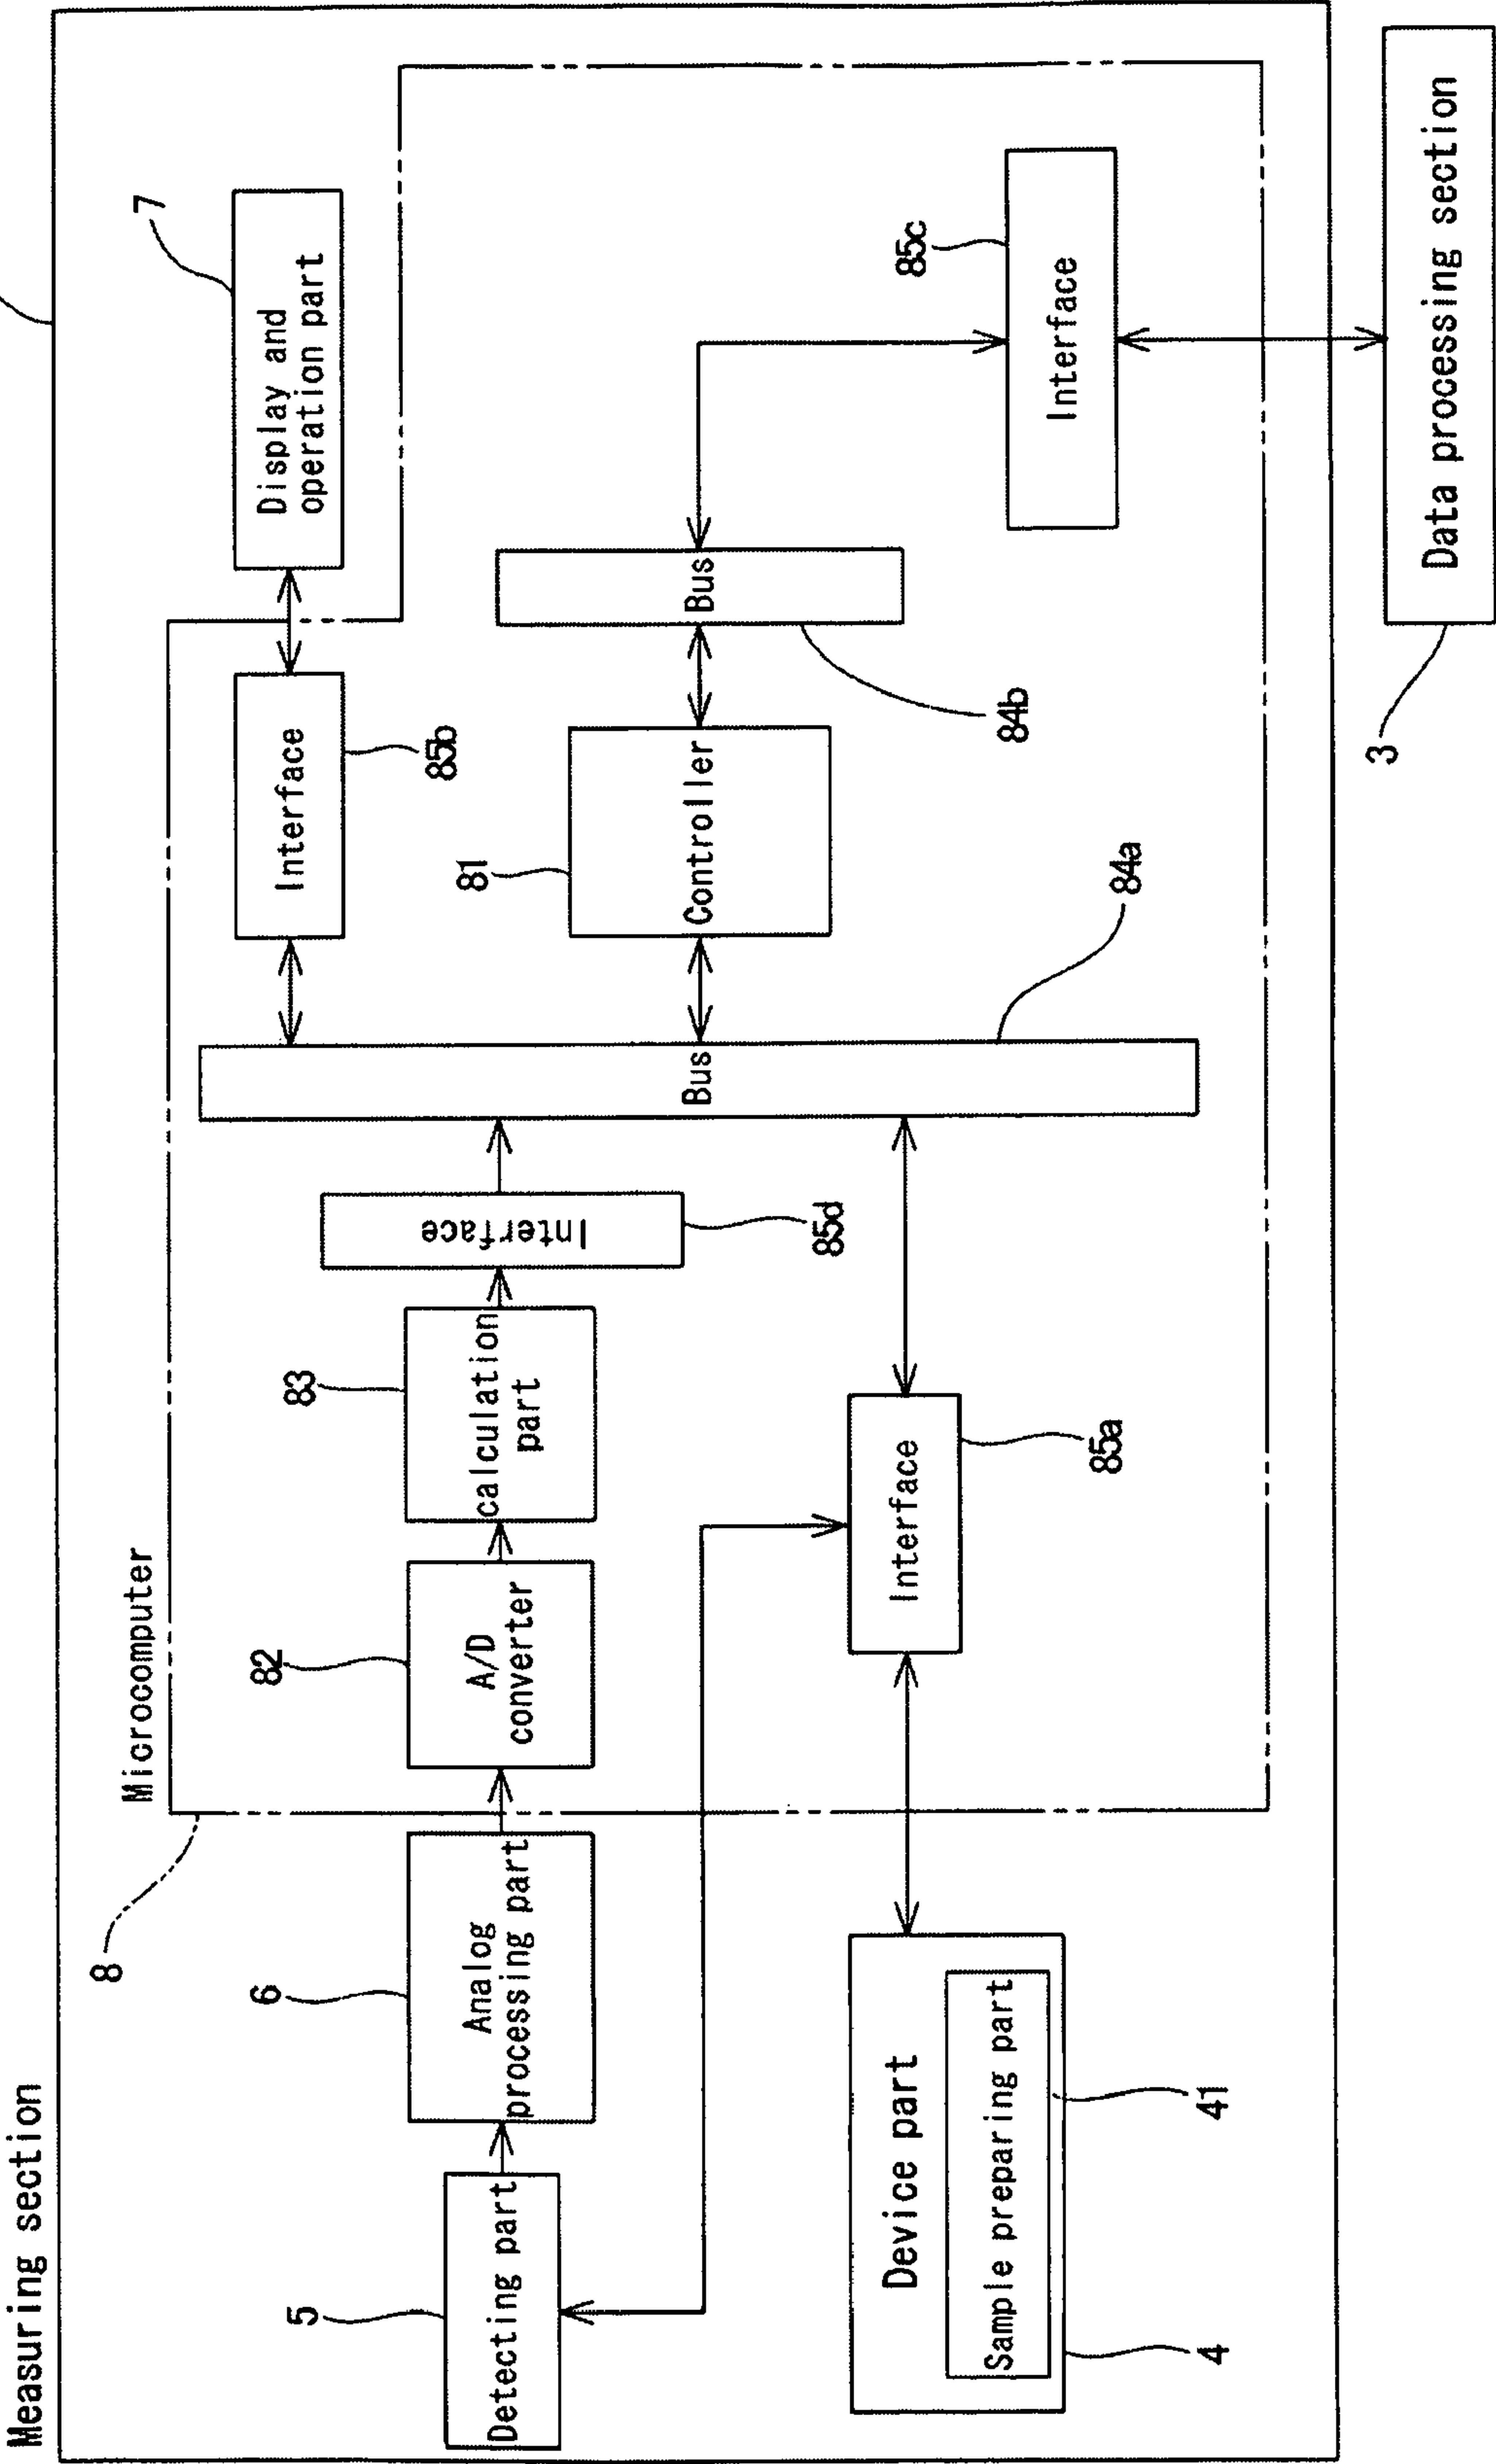 Measuring section
Microcomputer
8
7
Display and
operation part
Interface
85b
5
Detecting part
6
Analog
processing part
82
A/D
converter
83
calculation
part
Interface
85d
Bus
84a
81
Controller
Bus
84b
85c
Interface
Interface
85a
Device part
Sample preparing part
41
4
Data processing section
3